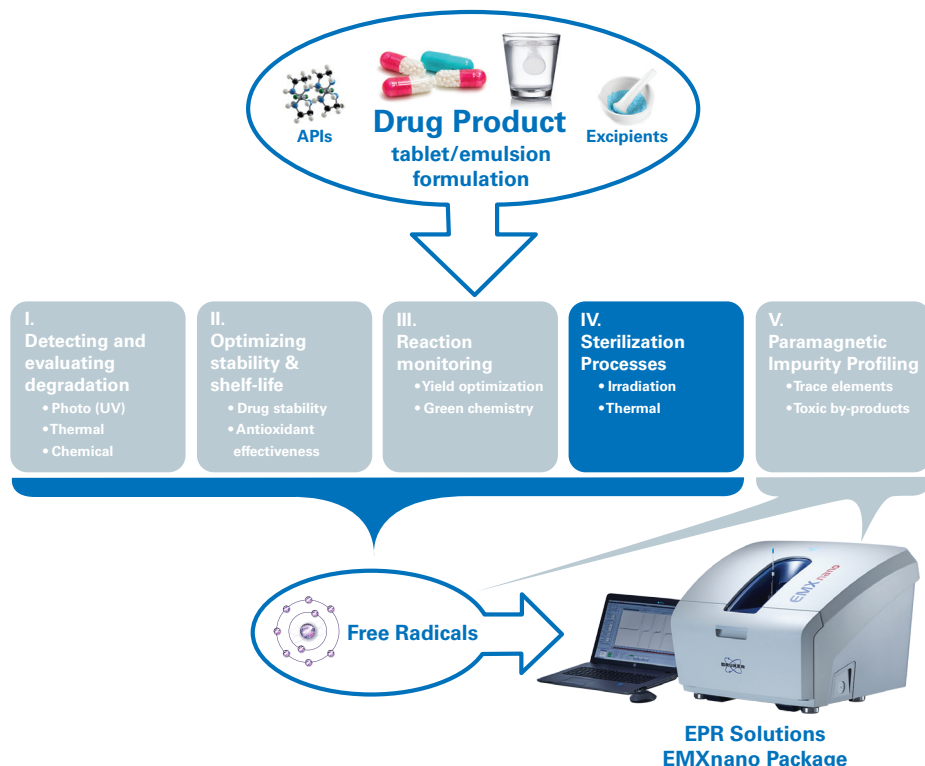 APIs
Drug Product
Excipients
tablet/emulsion
formulation
I.
Detecting and
evaluating
degradation
• Photo (UV)
• Thermal
• Chemical
II.
Optimizing
stability &
shelf-life
• Drug stability
• Antioxidant
effectiveness
III.
Reaction
monitoring
• Yield optimization
• Green chemistry
IV.
Sterilization
Processes
• Irradiation
• Thermal
V.
Paramagnetic
Impurity Profiling
• Trace elements
• Toxic by-products
Free Radicals
EMXnano
BRUKER
EPR Solutions
EMXnano Package